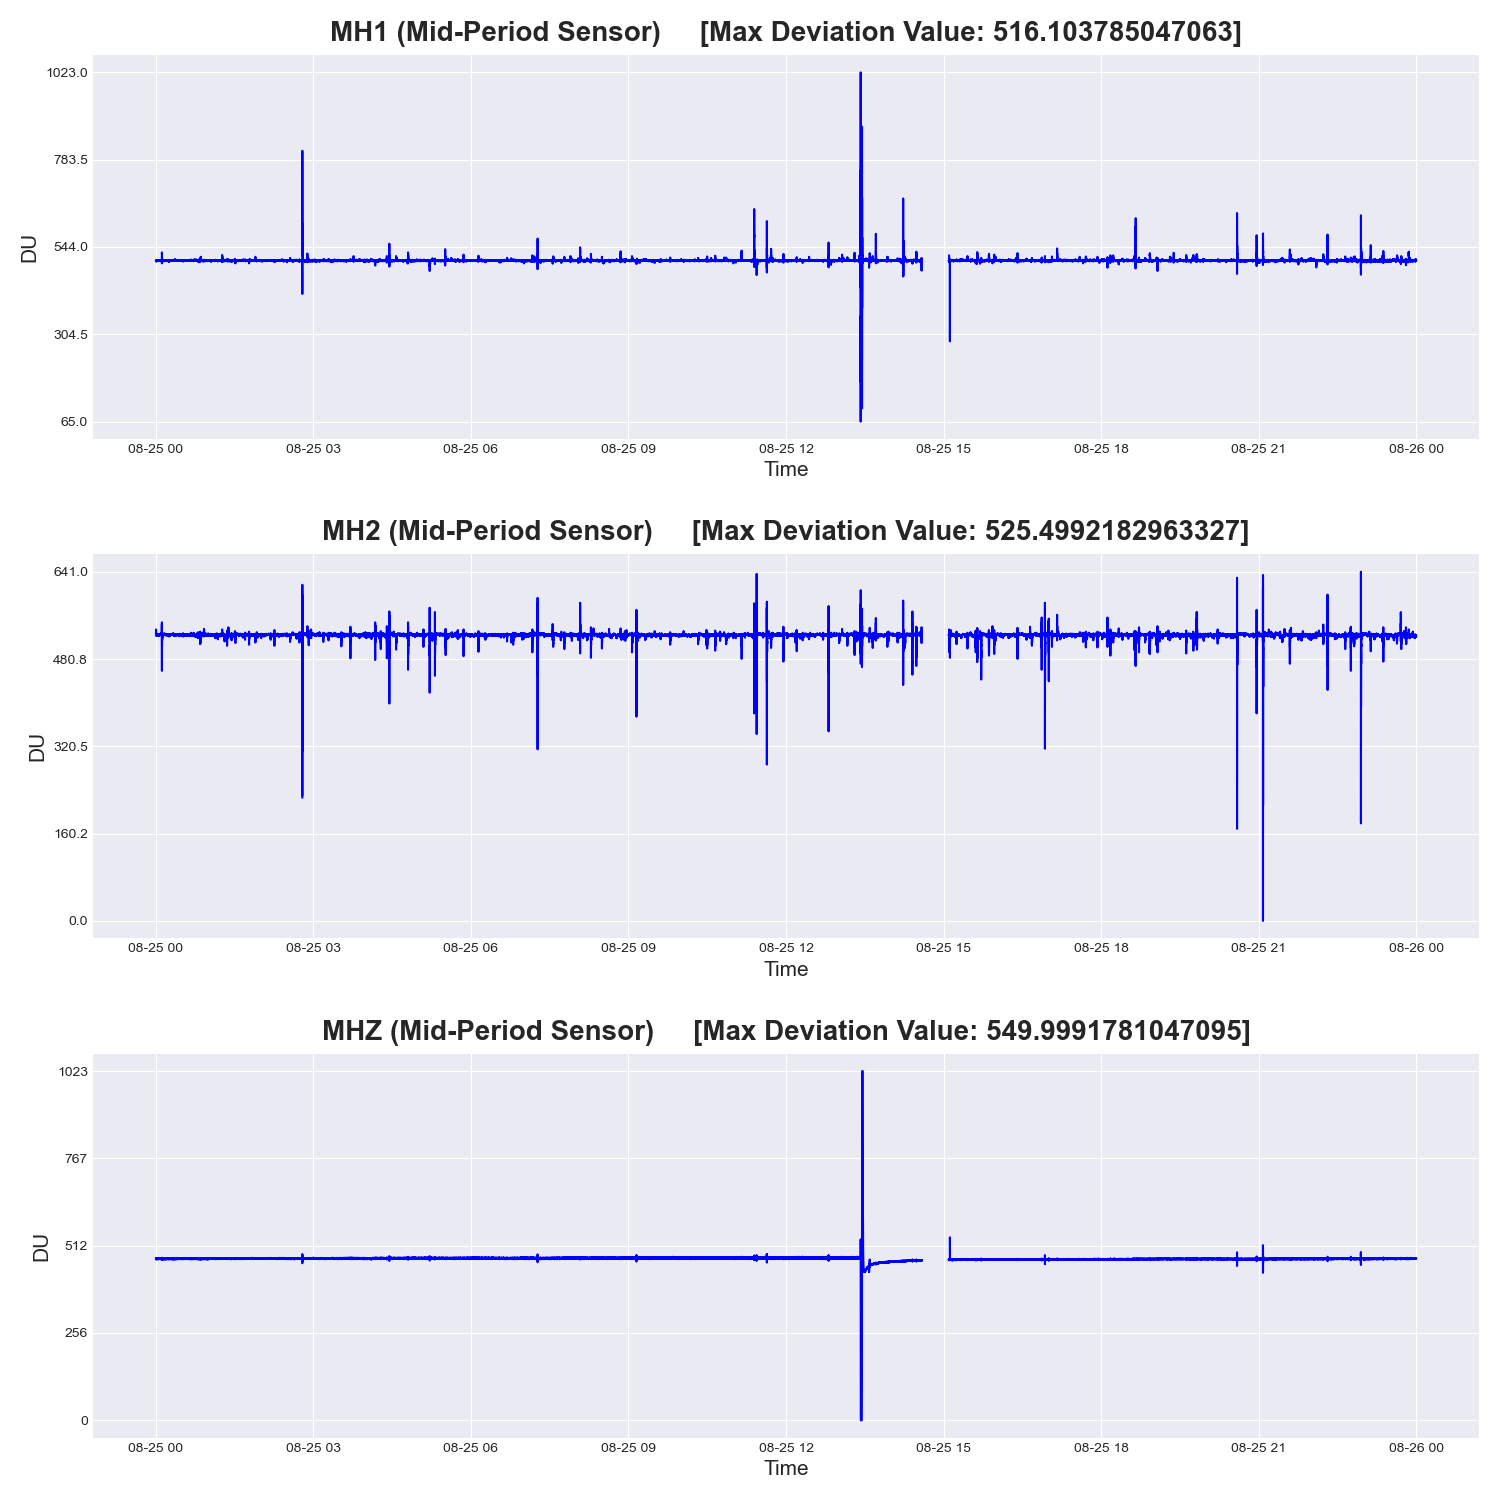 MH1 (Mid-Period Sensor) [Max Deviation Value: 516.103785047063]
1023.0
783.5
544.0
304.5
65.0
DU
08-25 00 08-25 03 08-25 06 08-25 09 08-25 12 08-25 15 08-25 18 08-25 21 08-26 00
Time
MH2 (Mid-Period Sensor) [Max Deviation Value: 525.4992182963327]
641.0
480.8
320.5
160.2
0.0
DU
08-25 00 08-25 03 08-25 06 08-25 09 08-25 12 08-25 15 08-25 18 08-25 21 08-26 00
Time
MHZ (Mid-Period Sensor) [Max Deviation Value: 549.9991781047095]
1023
767
512
256
0
DU
08-25 00 08-25 03 08-25 06 08-25 09 08-25 12 08-25 15 08-25 18 08-25 21 08-26 00
Time